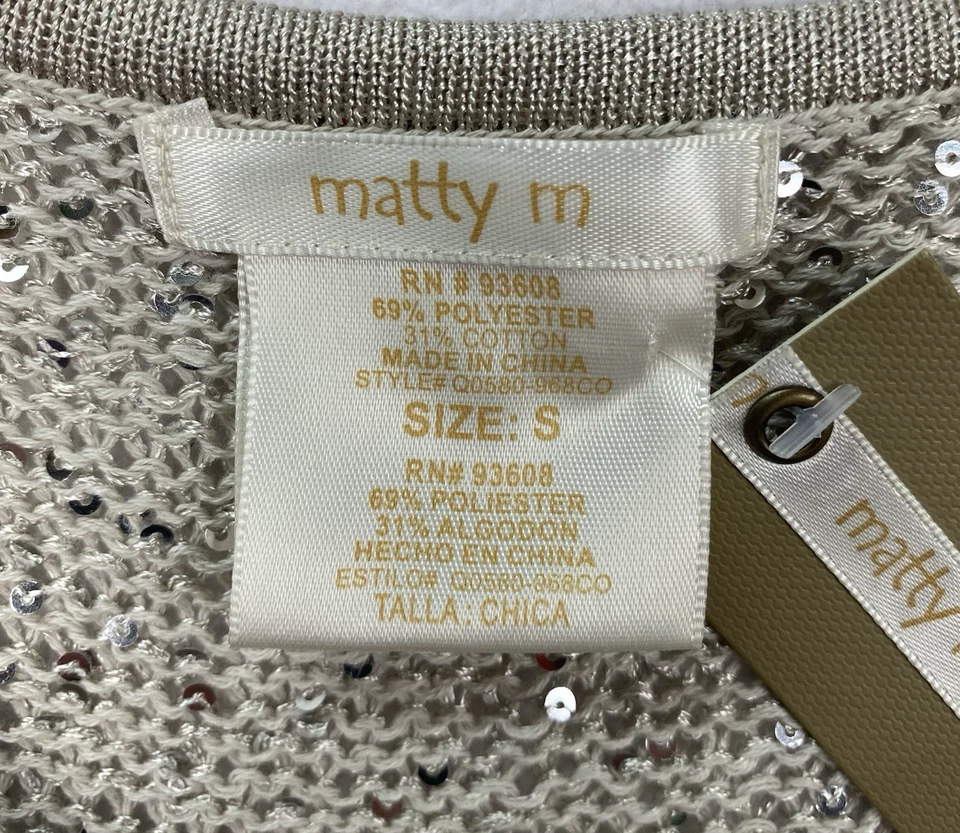 matty m
RN # 93608
69% POLYESTER
31% COTTON
MADE IN CHINA
STYLE# Q0580-968CO
SIZE: S
RN# 93608
69% POLIESTER
31% ALGODON
HECHO EN CHINA
ESTILO# Q0580-968CO
TALLA: CHICA
matty